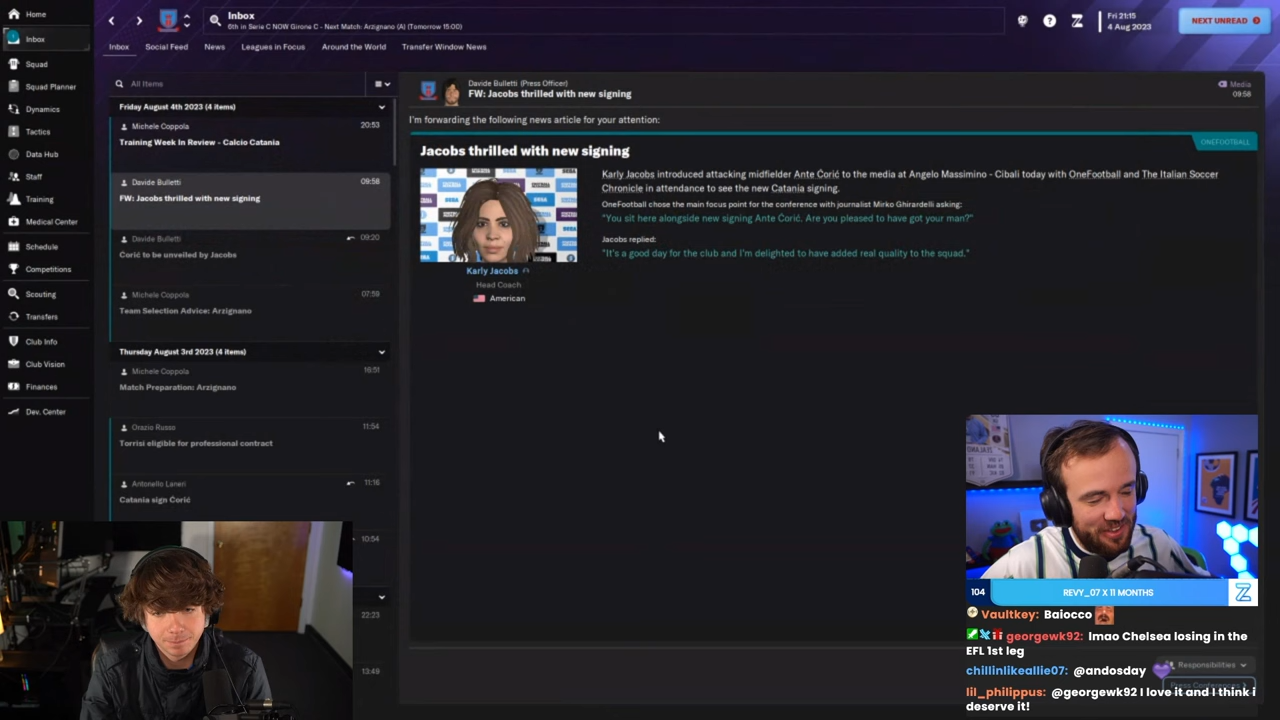 Home
Inbox
Squad
Squad Planner
Dynamics
Tactics
Data Hub
Staff
Training
Medical Center
Schedule
Competitions
Scouting
Transfers
Club Info
Club Vision
Finances
Dev. Center
Inbox
6th in Serie C NOW Girone C - Next Match: Arzignano (A) (Tomorrow 15:00)
Fri 21:15
4 Aug 2023
NEXT UNREAD
Inbox Social Feed News Leagues in Focus Around the World Transfer Window News
All Items
Friday August 4th 2023 (4 items)
Michele Coppola 20:53
Training Week In Review - Calcio Catania
Davide Bulletti 09:58
FW: Jacobs thrilled with new signing
Davide Bulletti 09:20
Ćorić to be unveiled by Jacobs
Michele Coppola 07:59
Team Selection Advice: Arzignano
Thursday August 3rd 2023 (4 items)
Michele Coppola 16:51
Match Preparation: Arzignano
Orazio Russo 11:54
Torrisi eligible for professional contract
Antonello Laneri 11:16
Catania sign Ćorić
10:54
22:23
13:49
Davide Bulletti (Press Officer)
FW: Jacobs thrilled with new signing
Media
09:58
I'm forwarding the following news article for your attention:
ONEFOOTBALL
Jacobs thrilled with new signing
Karly Jacobs introduced attacking midfielder Ante Ćorić to the media at Angelo Massimino - Cibali today with OneFootball and The Italian Soccer
Chronicle in attendance to see the new Catania signing.
OneFootball chose the main focus point for the conference with journalist Mirko Ghirardelli asking:
"You sit here alongside new signing Ante Ćorić. Are you pleased to have got your man?"
Jacobs replied:
"It's a good day for the club and I'm delighted to have added real quality to the squad."
Karly Jacobs
Head Coach
American
104 REVY_07 X 11 MONTHS
Vaultkey: Baiocco
georgewk92: lmao Chelsea losing in the
EFL 1st leg
chillinlikeallie07: @andosday
lil_philippus: @georgewk92 I love it and I think i
deserve it!
Responsibilities
Press Conferences